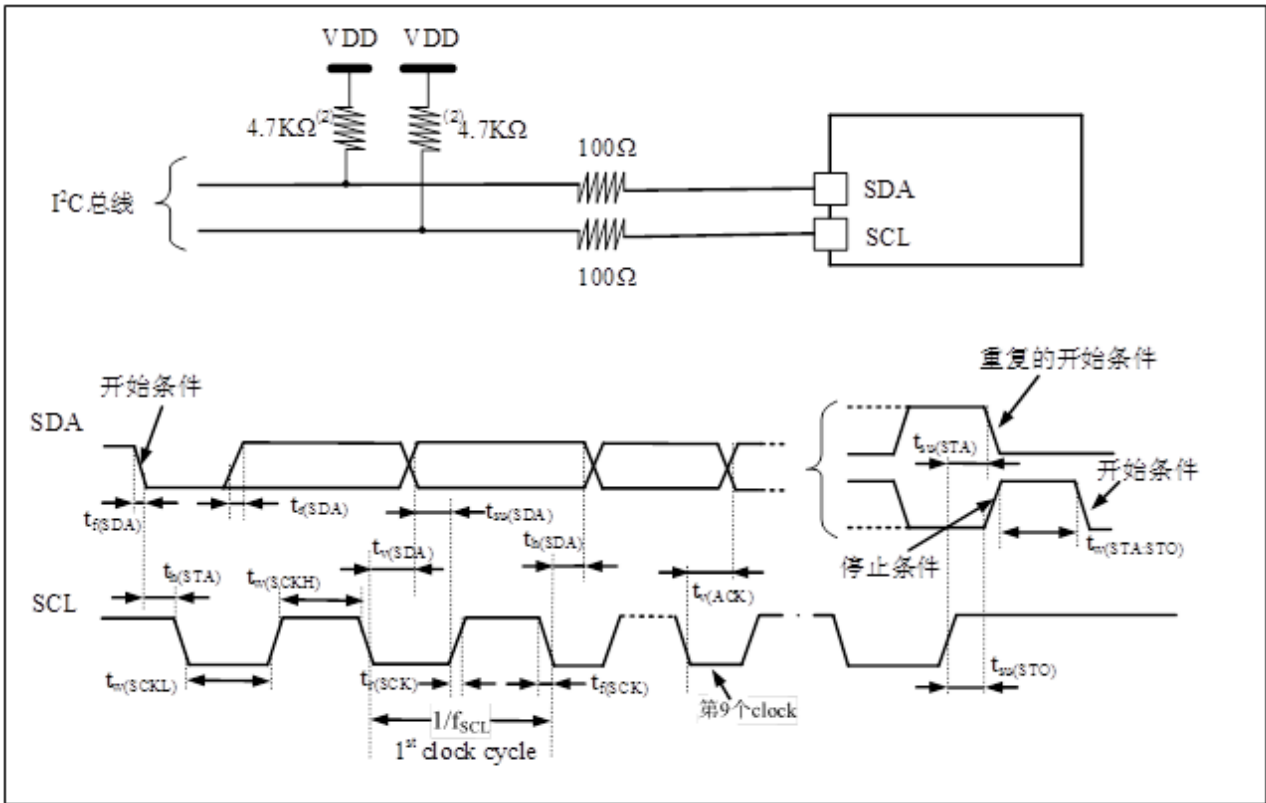 VDD VDD
4.7KΩ(2) (2)4.7KΩ
100Ω
I²C总线
SDA
SCL
100Ω
重复的开始条件
开始条件
SDA
tsu(STA)
开始条件
tf(SDA)
tr(SDA)
tsu(SDA)
tv(SDA)
th(SDA)
停止条件
tw(STA:STO)
th(STA)
tw(SCKH)
tv(ACK)
SCL
tw(SCKL)
tr(SCK)
tf(SCK)
tsu(STO)
第9个clock
1/fSCL
1st clock cycle